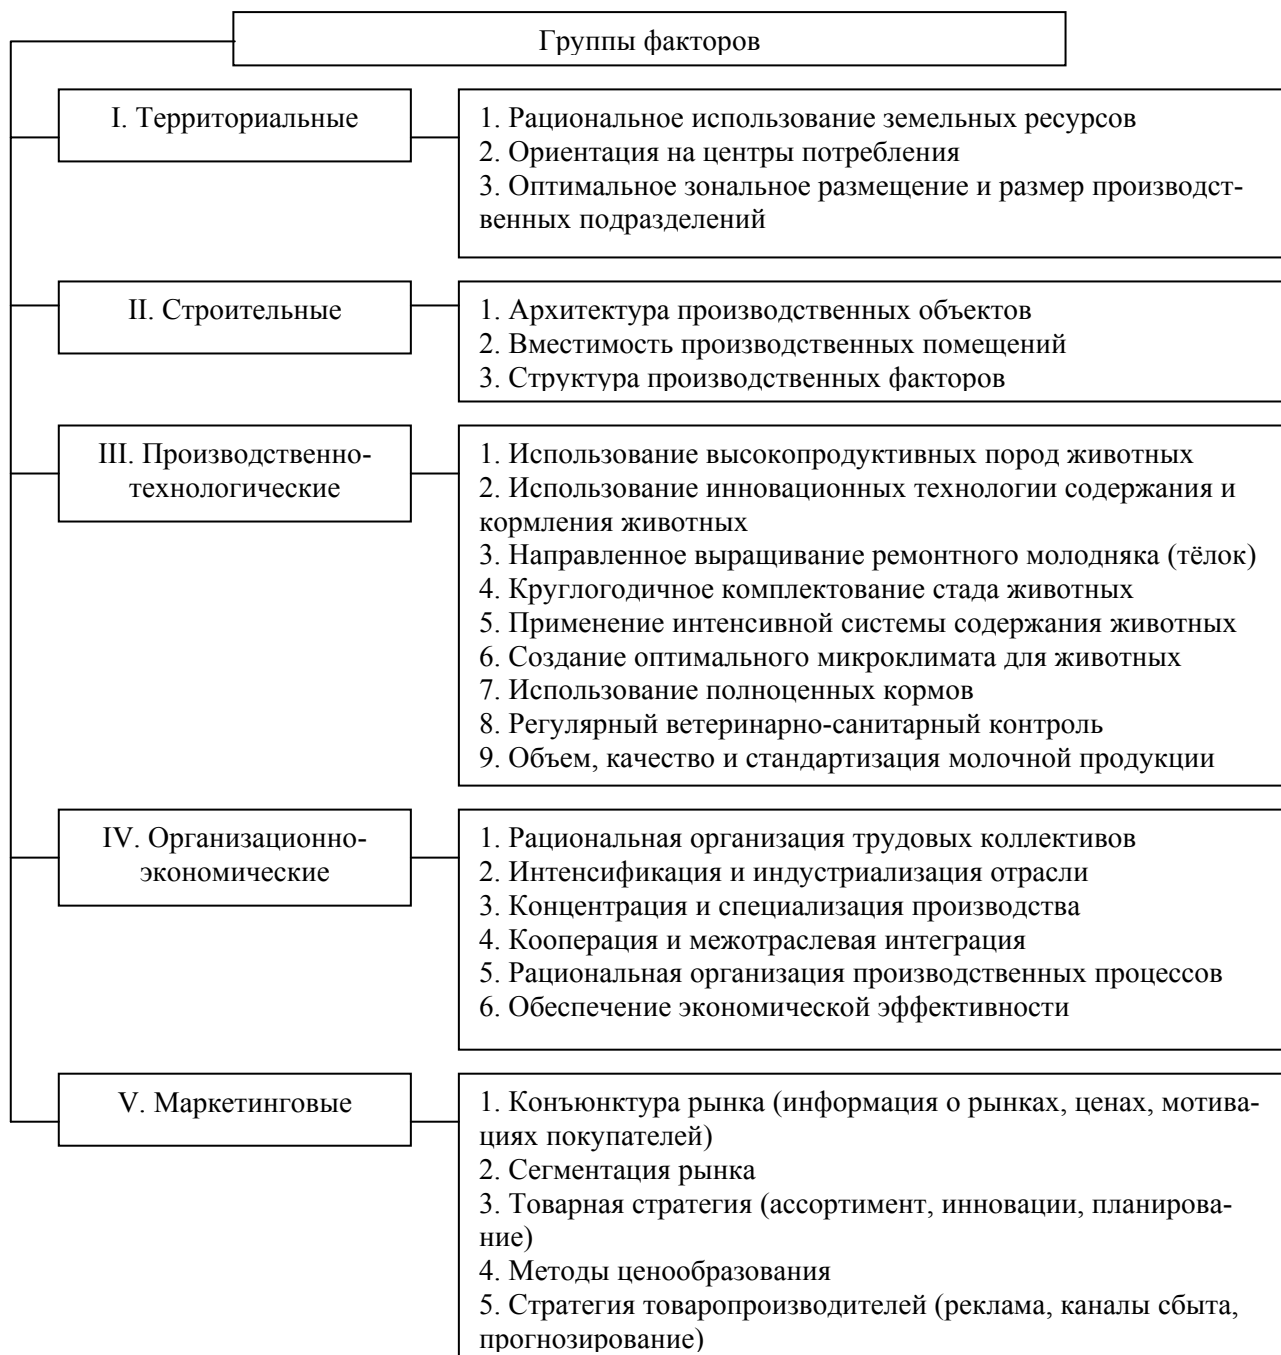 Группы факторов
I. Территориальные
1. Рациональное использование земельных ресурсов
2. Ориентация на центры потребления
3. Оптимальное зональное размещение и размер производст-
венных подразделений
II. Строительные
1. Архитектура производственных объектов
2. Вместимость производственных помещений
3. Структура производственных факторов
III. Производственно-
технологические
1. Использование высокопродуктивных пород животных
2. Использование инновационных технологии содержания и
кормления животных
3. Направленное выращивание ремонтного молодняка (тёлок)
4. Круглогодичное комплектование стада животных
5. Применение интенсивной системы содержания животных
6. Создание оптимального микроклимата для животных
7. Использование полноценных кормов
8. Регулярный ветеринарно-санитарный контроль
9. Объем, качество и стандартизация молочной продукции
IV. Организационно-
экономические
1. Рациональная организация трудовых коллективов
2. Интенсификация и индустриализация отрасли
3. Концентрация и специализация производства
4. Кооперация и межотраслевая интеграция
5. Рациональная организация производственных процессов
6. Обеспечение экономической эффективности
V. Маркетинговые
1. Конъюнктура рынка (информация о рынках, ценах, мотива-
циях покупателей)
2. Сегментация рынка
3. Товарная стратегия (ассортимент, инновации, планирова-
ние)
4. Методы ценообразования
5. Стратегия товаропроизводителей (реклама, каналы сбыта,
прогнозирование)